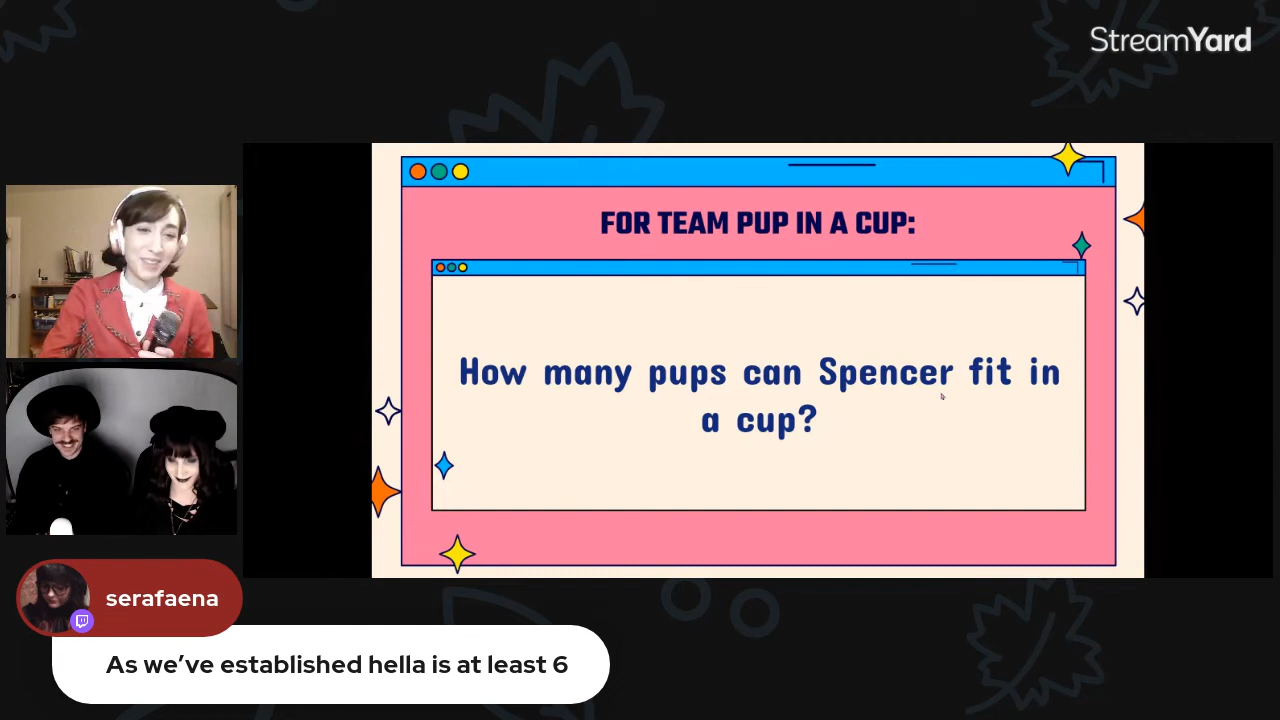 StreamYard
FOR TEAM PUP IN A CUP:
How many pups can Spencer fit in
a cup?
serafaena
As we’ve established hella is at least 6